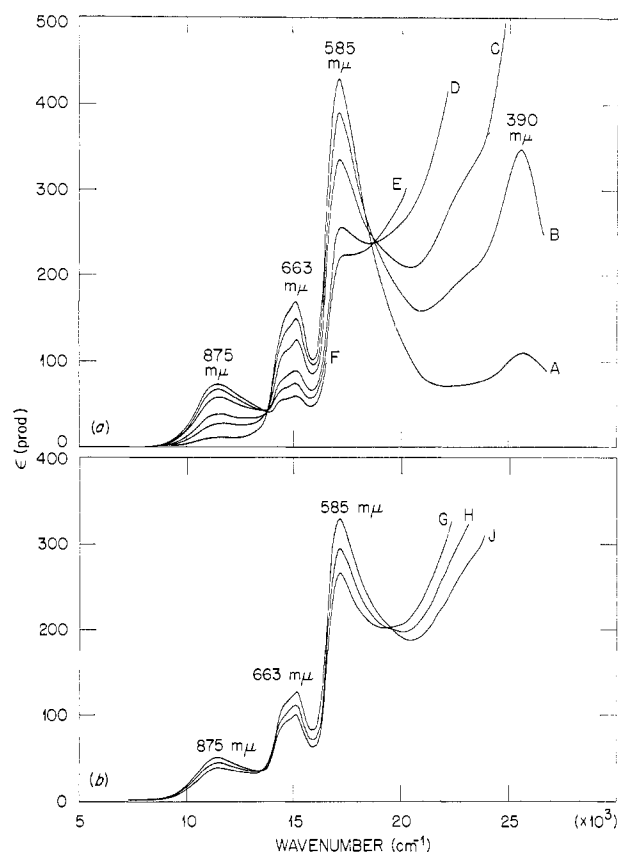 500
400
300
200
100
0
ϵ (prod)
585
mμ
663
mμ
875
mμ
390
mμ
A
B
C
D
E
F
(a)
400
300
200
100
0
585 mμ
663 mμ
875 mμ
G
H
J
(b)
5
10
15
20
25
(×10³)
WAVENUMBER (cm⁻¹)